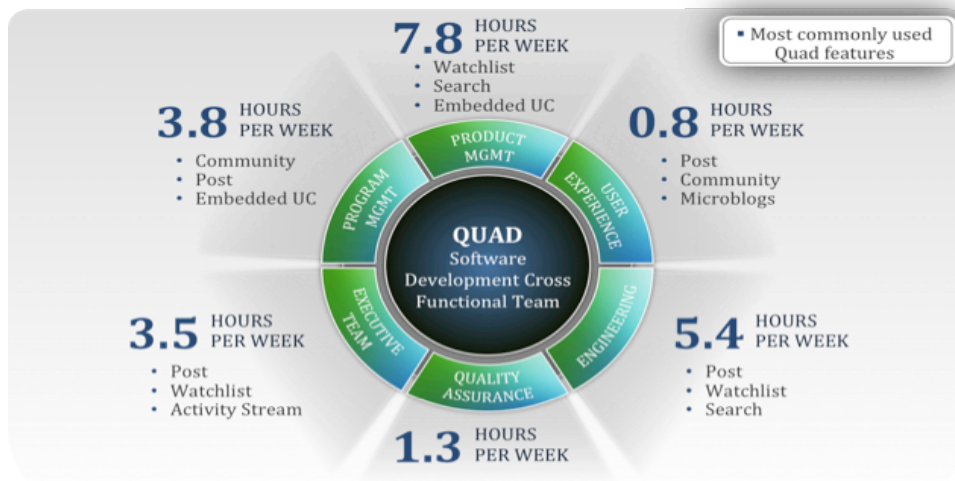 7.8 HOURS PER WEEK
• Watchlist
• Search
• Embedded UC
▪ Most commonly used
Quad features
3.8 HOURS PER WEEK
• Community
• Post
• Embedded UC
0.8 HOURS PER WEEK
• Post
• Community
• Microblogs
PRODUCT
MGMT
PROGRAM
MGMT
USER
EXPERIENCE
QUAD
Software
Development Cross
Functional Team
EXECUTIVE
TEAM
ENGINEERING
QUALITY
ASSURANCE
3.5 HOURS PER WEEK
• Post
• Watchlist
• Activity Stream
5.4 HOURS PER WEEK
• Post
• Watchlist
• Search
1.3 HOURS PER WEEK